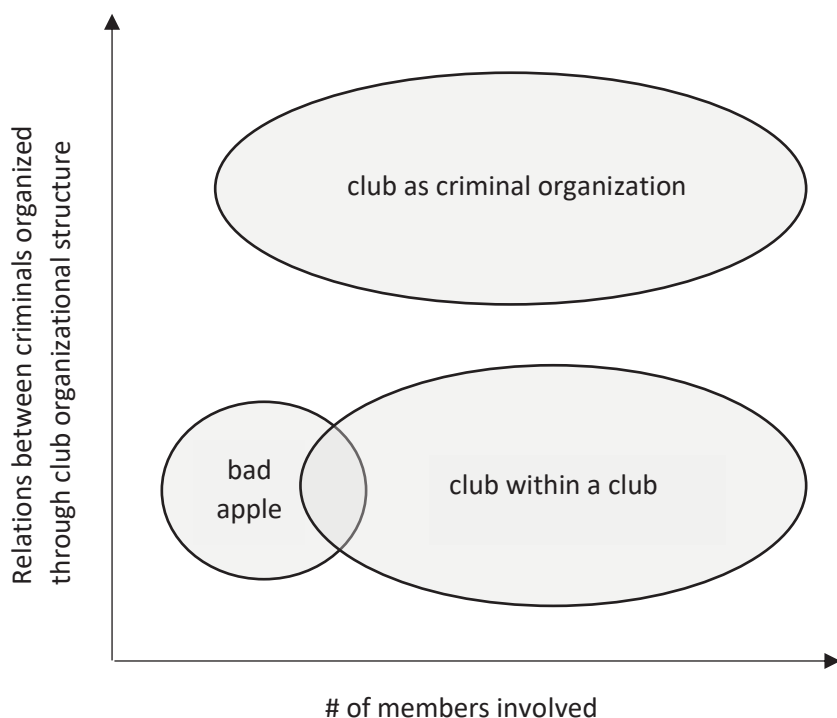 Relations between criminals organized
through club organizational structure
club as criminal organization
bad
apple
club within a club
# of members involved